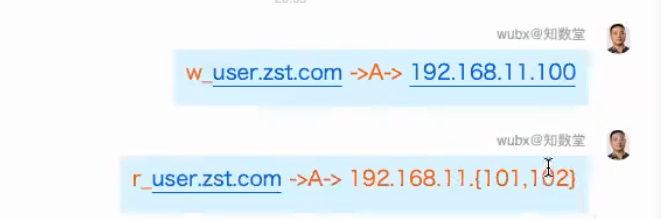 wubx@知数堂
w_user.zst.com ->A-> 192.168.11.100
wubx@知数堂
r_user.zst.com ->A-> 192.168.11.{101,102}